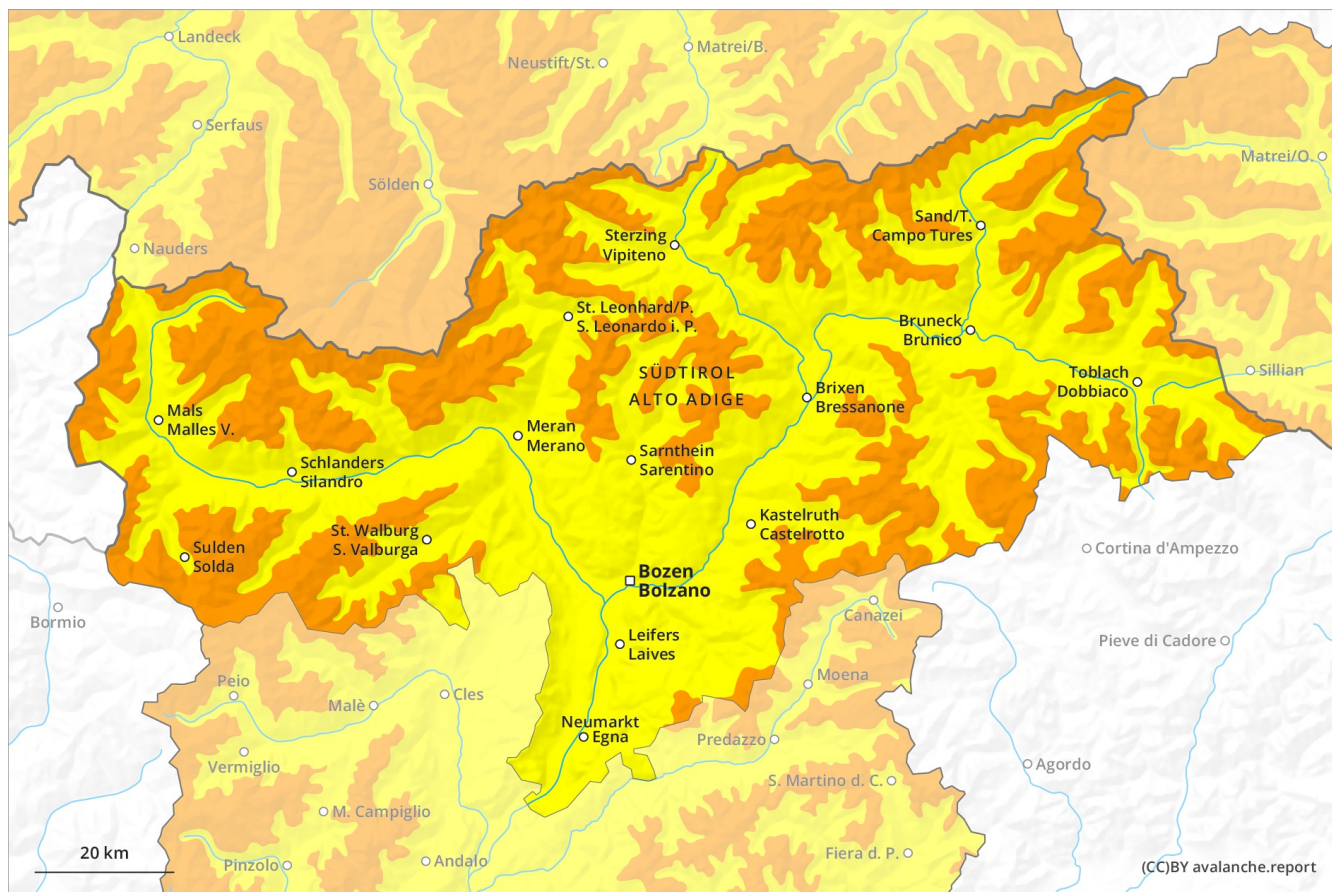 Landeck
Matrei/B.
Neustift/St.
Serfaus
Matrei/O.
Sölden
Sand/T.
Campo Tures
Sterzing
Vipiteno
Nauders
St. Leonhard/P.
S. Leonardo i. P.
Bruneck
Brunico
SÜDTIROL
ALTO ADIGE
Toblach
Dobbiaco
Sillian
Brixen
Bressanone
Mals
Malles V.
Meran
Merano
Sarnthein
Sarentino
Schlanders
Silandro
Kastelruth
Castelrotto
St. Walburg
S. Valburga
Sulden
Solda
Cortina d'Ampezzo
Bozen
Bolzano
Bormio
Canazei
Leifers
Laives
Pieve di Cadore
Peio
Moena
Cles
Malè
Neumarkt
Egna
Predazzo
Vermiglio
Agordo
S. Martino d. C.
M. Campiglio
20 km
Pinzolo
Andalo
Fiera d. P.
(CC)BY avalanche.report